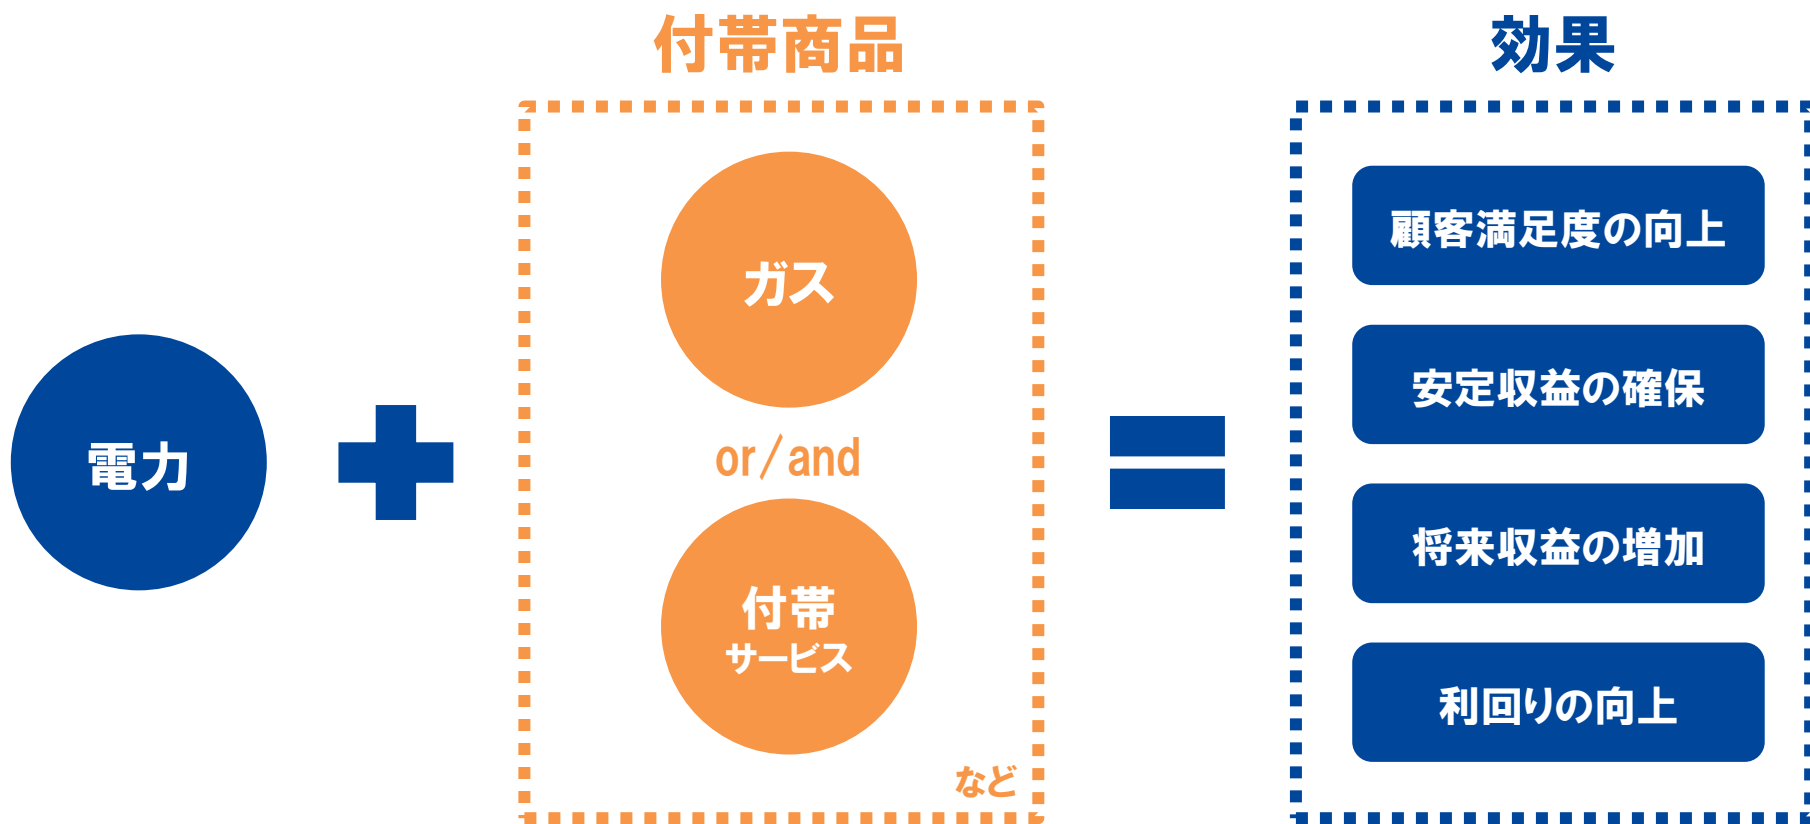 付帯商品
効果
電力
ガス
or/and
付帯
サービス
など
顧客満足度の向上
安定収益の確保
将来収益の増加
利回りの向上